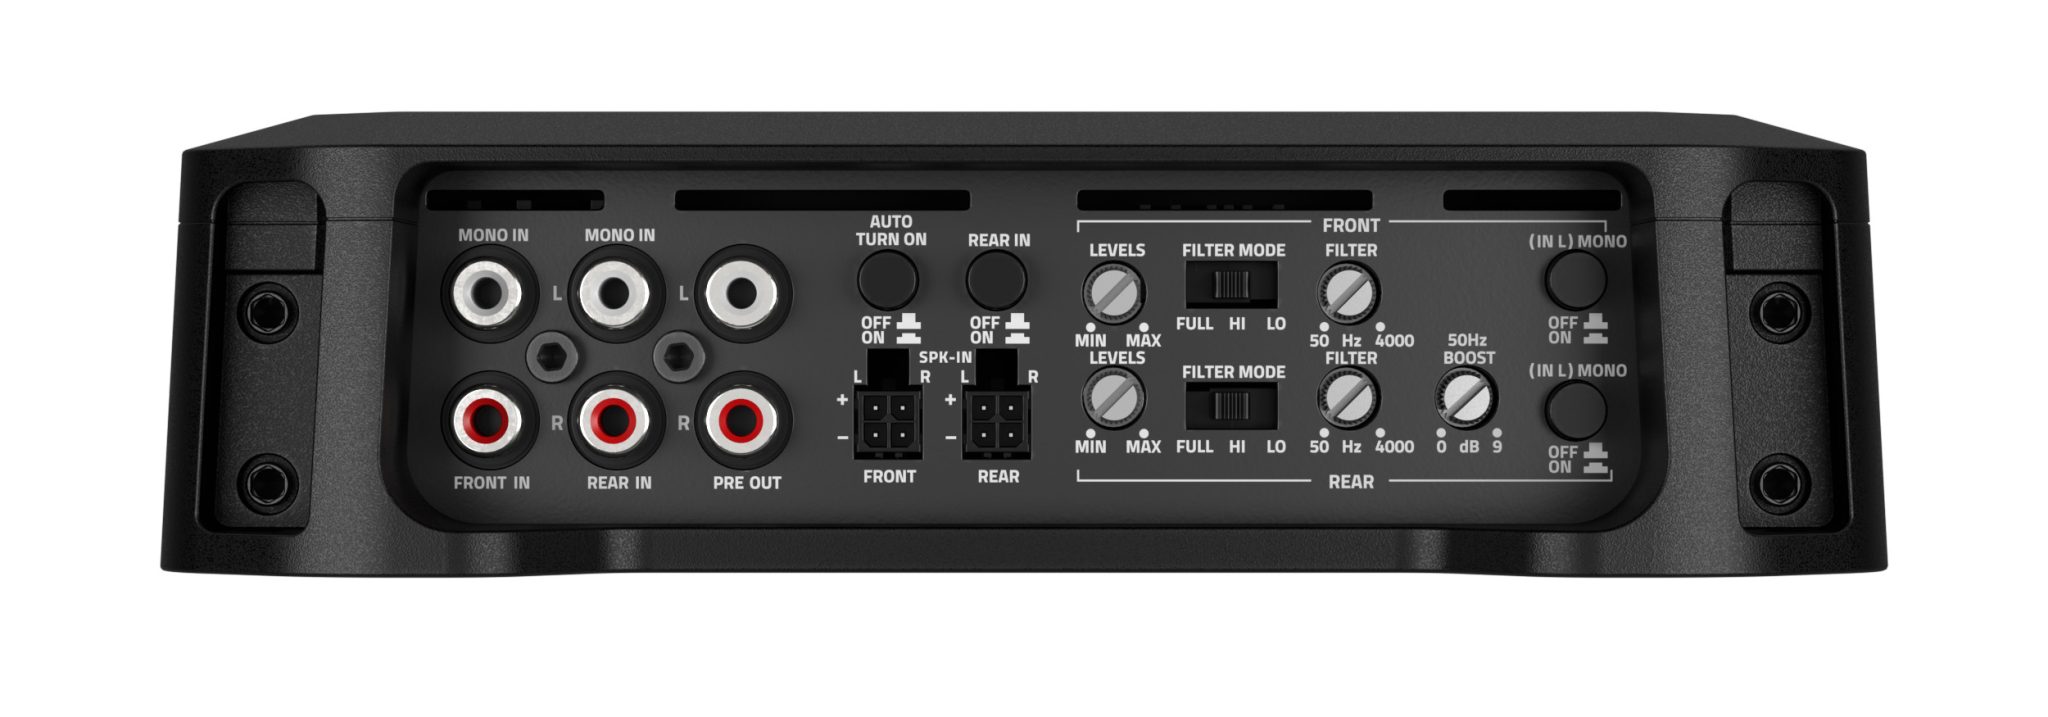 MONO IN
MONO IN
AUTO
TURN ON
REAR IN
L
L
OFF
ON
OFF
ON
R
R
FRONT IN
REAR IN
PRE OUT
SPK-IN
L R
L R
+
-
+
-
FRONT
REAR
FRONT
LEVELS
FILTER MODE
FILTER
(IN L) MONO
MIN MAX
FULL HI LO
50 Hz 4000
OFF
ON
LEVELS
FILTER MODE
FILTER
50Hz
BOOST
(IN L) MONO
MIN MAX
FULL HI LO
50 Hz 4000
0 dB 9
OFF
ON
REAR